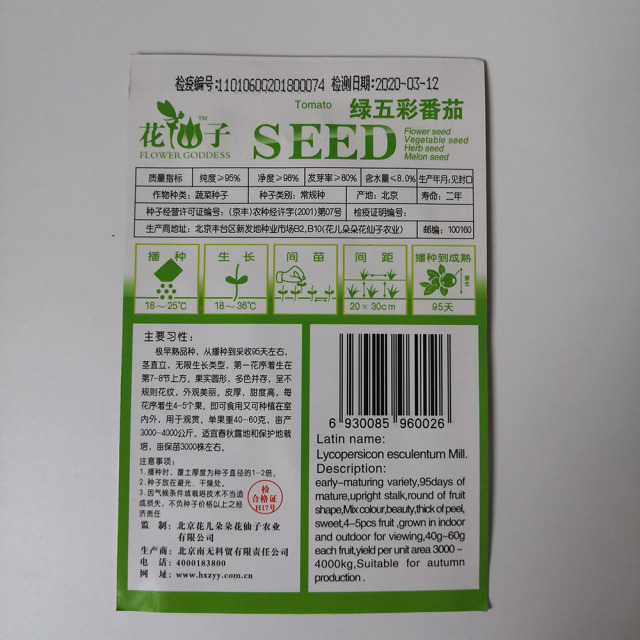 检疫编号:11010600201800074 检测日期:2020-03-12
Tomato 绿五彩番茄
花仙子™
FLOWER GODDESS
SEED
Flower seed
Vegetable seed
Herb seed
Melon seed
质量指标 纯度≥95% 净度≥98% 发芽率≥80% 含水量≤8.0% 生产年月:见封口
作物种类: 蔬菜种子 种子类别: 常规种 产地: 北京 寿命: 二年
种子经营许可证编号: (京丰)农种经许字(2001)第07号 检疫证明编号:
生产商地址: 北京丰台区新发地种业市场B2,B10(花儿朵朵花仙子农业) 邮编: 100160
播种 生长 间苗 间距 播种到成熟
18~25℃ 18~36℃ 20×30cm 95天
主要习性:
极早熟品种, 从播种到采收95天左右,
茎直立, 无限生长类型, 第一花序着生在
第7-8节上方。果实圆形, 多色并存, 呈不
规则花纹, 外观美丽。皮厚, 甜度高, 每
花序着生4-5个果。即可食用又可种植在室
内外, 用于观赏。单果重40-60克, 亩产
3000-4000公斤。适宜春秋露地和保护地栽
培, 亩保苗3000株左右。
注意事项:
1. 播种时, 覆土厚度为种子直径的1-2倍。
2. 种子放在避光、干燥处。
3. 因气候条件或栽培技术不当造
成损失, 不负种子价格以上之经
济责任
检
合格证
HJ7号
监制: 北京花儿朵朵花仙子农业
有限公司
生产商: 北京南无科贸有限责任公司
电话: 4000183800
网址: www.hxzyy.com.cn
6 930085 960026
Latin name:
Lycopersicon esculentum Mill.
Description:
early-maturing variety,95days of
mature,upright stalk,round of fruit
shape,Mix colour,beauty,thick of peel,
sweet,4-5pcs fruit ,grown in indoor
and outdoor for viewing,40g~60g
each fruit,yield per unit area 3000~
4000kg,Suitable for autumn
production .